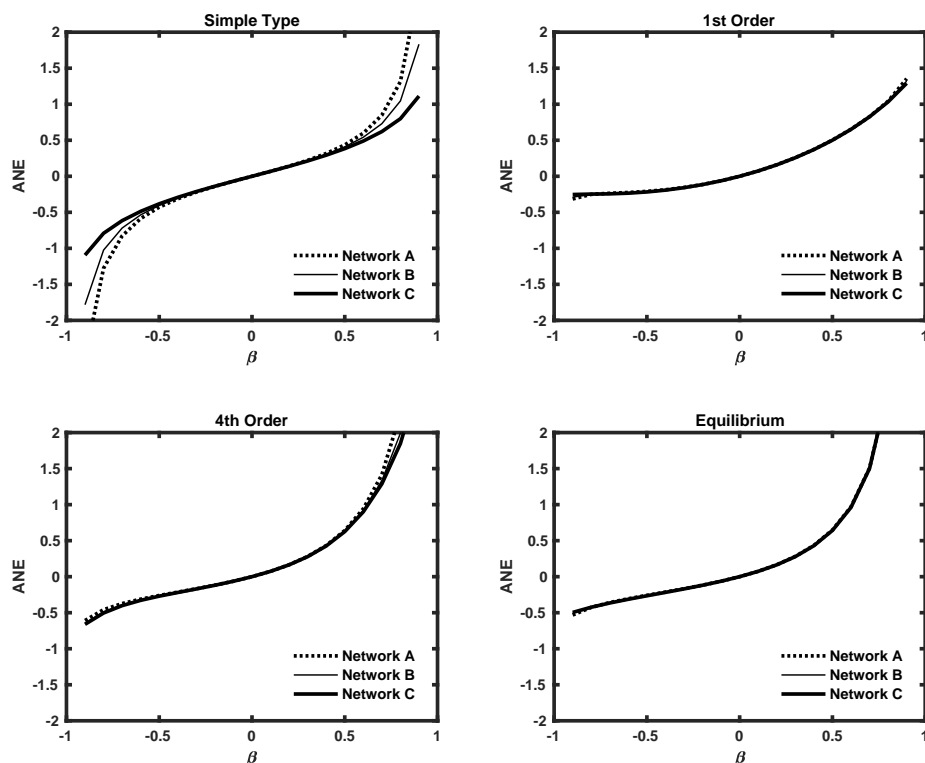 Simple Type
2
1.5
1
0.5
0
-0.5
-1
-1.5
-2
ANE
Network A
Network B
Network C
-1
-0.5
0
0.5
1
β
1st Order
2
1.5
1
0.5
0
-0.5
-1
-1.5
-2
ANE
Network A
Network B
Network C
-1
-0.5
0
0.5
1
β
4th Order
2
1.5
1
0.5
0
-0.5
-1
-1.5
-2
ANE
Network A
Network B
Network C
-1
-0.5
0
0.5
1
β
Equilibrium
2
1.5
1
0.5
0
-0.5
-1
-1.5
-2
ANE
Network A
Network B
Network C
-1
-0.5
0
0.5
1
β